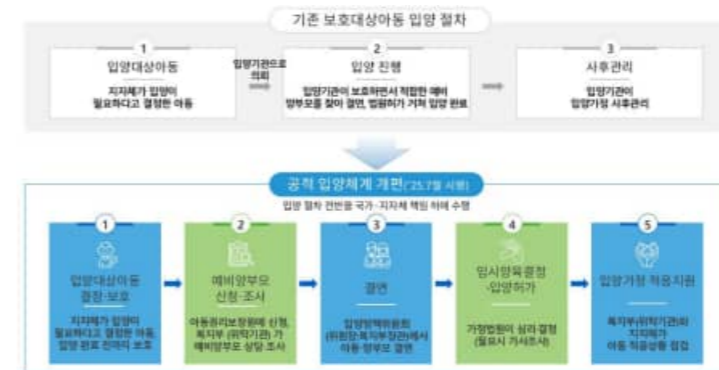 기존 보호대상아동 입양 절차
1
입양대상아동
지자체가 입양이
필요하다고 결정한 아동
입양기관으로
의뢰
2
입양 진행
입양기관이 보호하면서 적합한 예비
양부모를 찾아 결연, 법원허가 거쳐 입양 완료
3
사후관리
입양기관이
입양가정 사후관리
공적 입양체계 개편('25.7월 시행)
입양 절차 전반을 국가·지자체 책임 하에 수행
1
입양대상아동
결정·보호
지자체가 입양이
필요하다고 결정한 아동,
입양 완료 전까지 보호
2
예비양부모
신청·조사
아동권리보장원에 신청,
복지부 (위탁기관) 가
예비양부모 상담·조사
3
결연
입양정책위원회
(위원장:복지부장관)에서
아동·양부모 결연
4
임시양육결정
·입양허가
가정법원이 심리·결정
(필요시 가사조사)
5
입양가정 적응지원
복지부(위탁기관)와
지자체가
아동 적응상황 점검